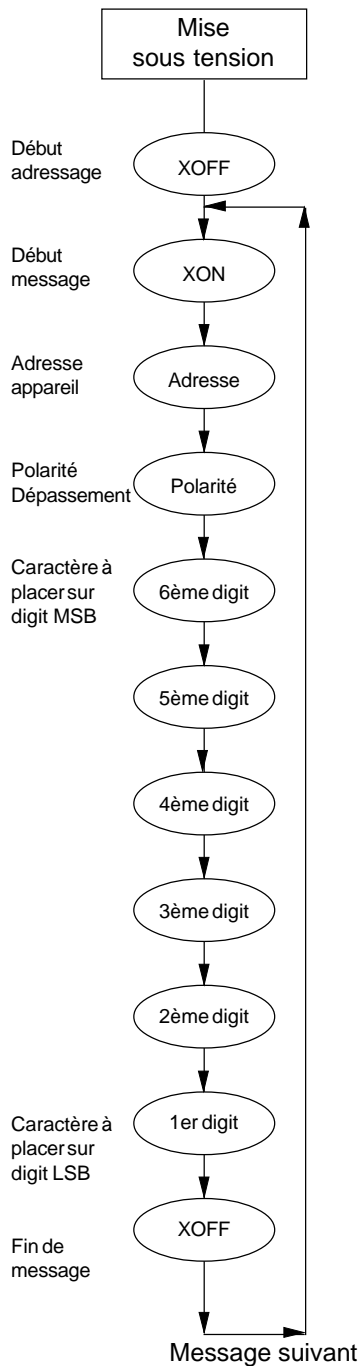 Mise
sous tension
Début
adressage
XOFF
Début
message
XON
Adresse
appareil
Adresse
Polarité
Dépassement
Polarité
Caractère à
placer sur
digit MSB
6ème digit
5ème digit
4ème digit
3ème digit
2ème digit
Caractère à
placer sur
digit LSB
1er digit
XOFF
Fin de
message
Message suivant